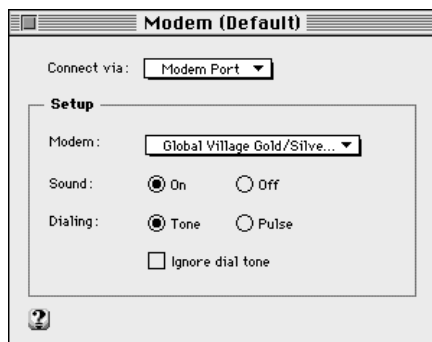 Modem (Default)
Connect via: Modem Port
Setup
Modem: Global Village Gold/Silve...
Sound: On Off
Dialing: Tone Pulse
Ignore dial tone
?